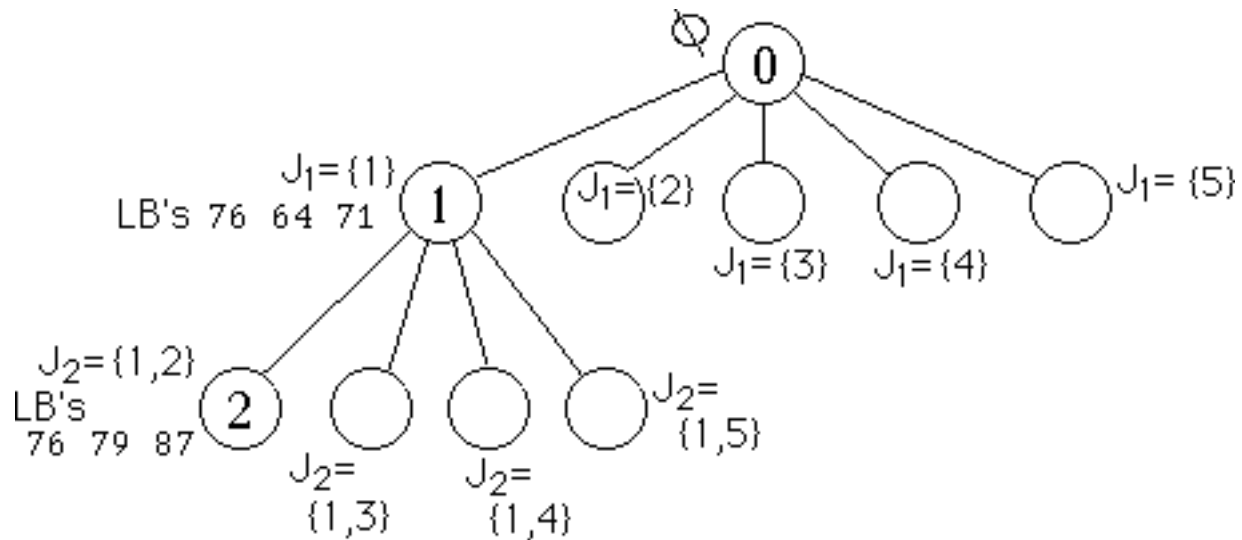 ∅
0
J₁={1}
LB's 76 64 71
1
J₁={2}
J₁={3}
J₁={4}
J₁= {5}
J₂={1,2}
LB's
76 79 87
2
J₂=
{1,3}
J₂=
{1,4}
J₂=
{1,5}